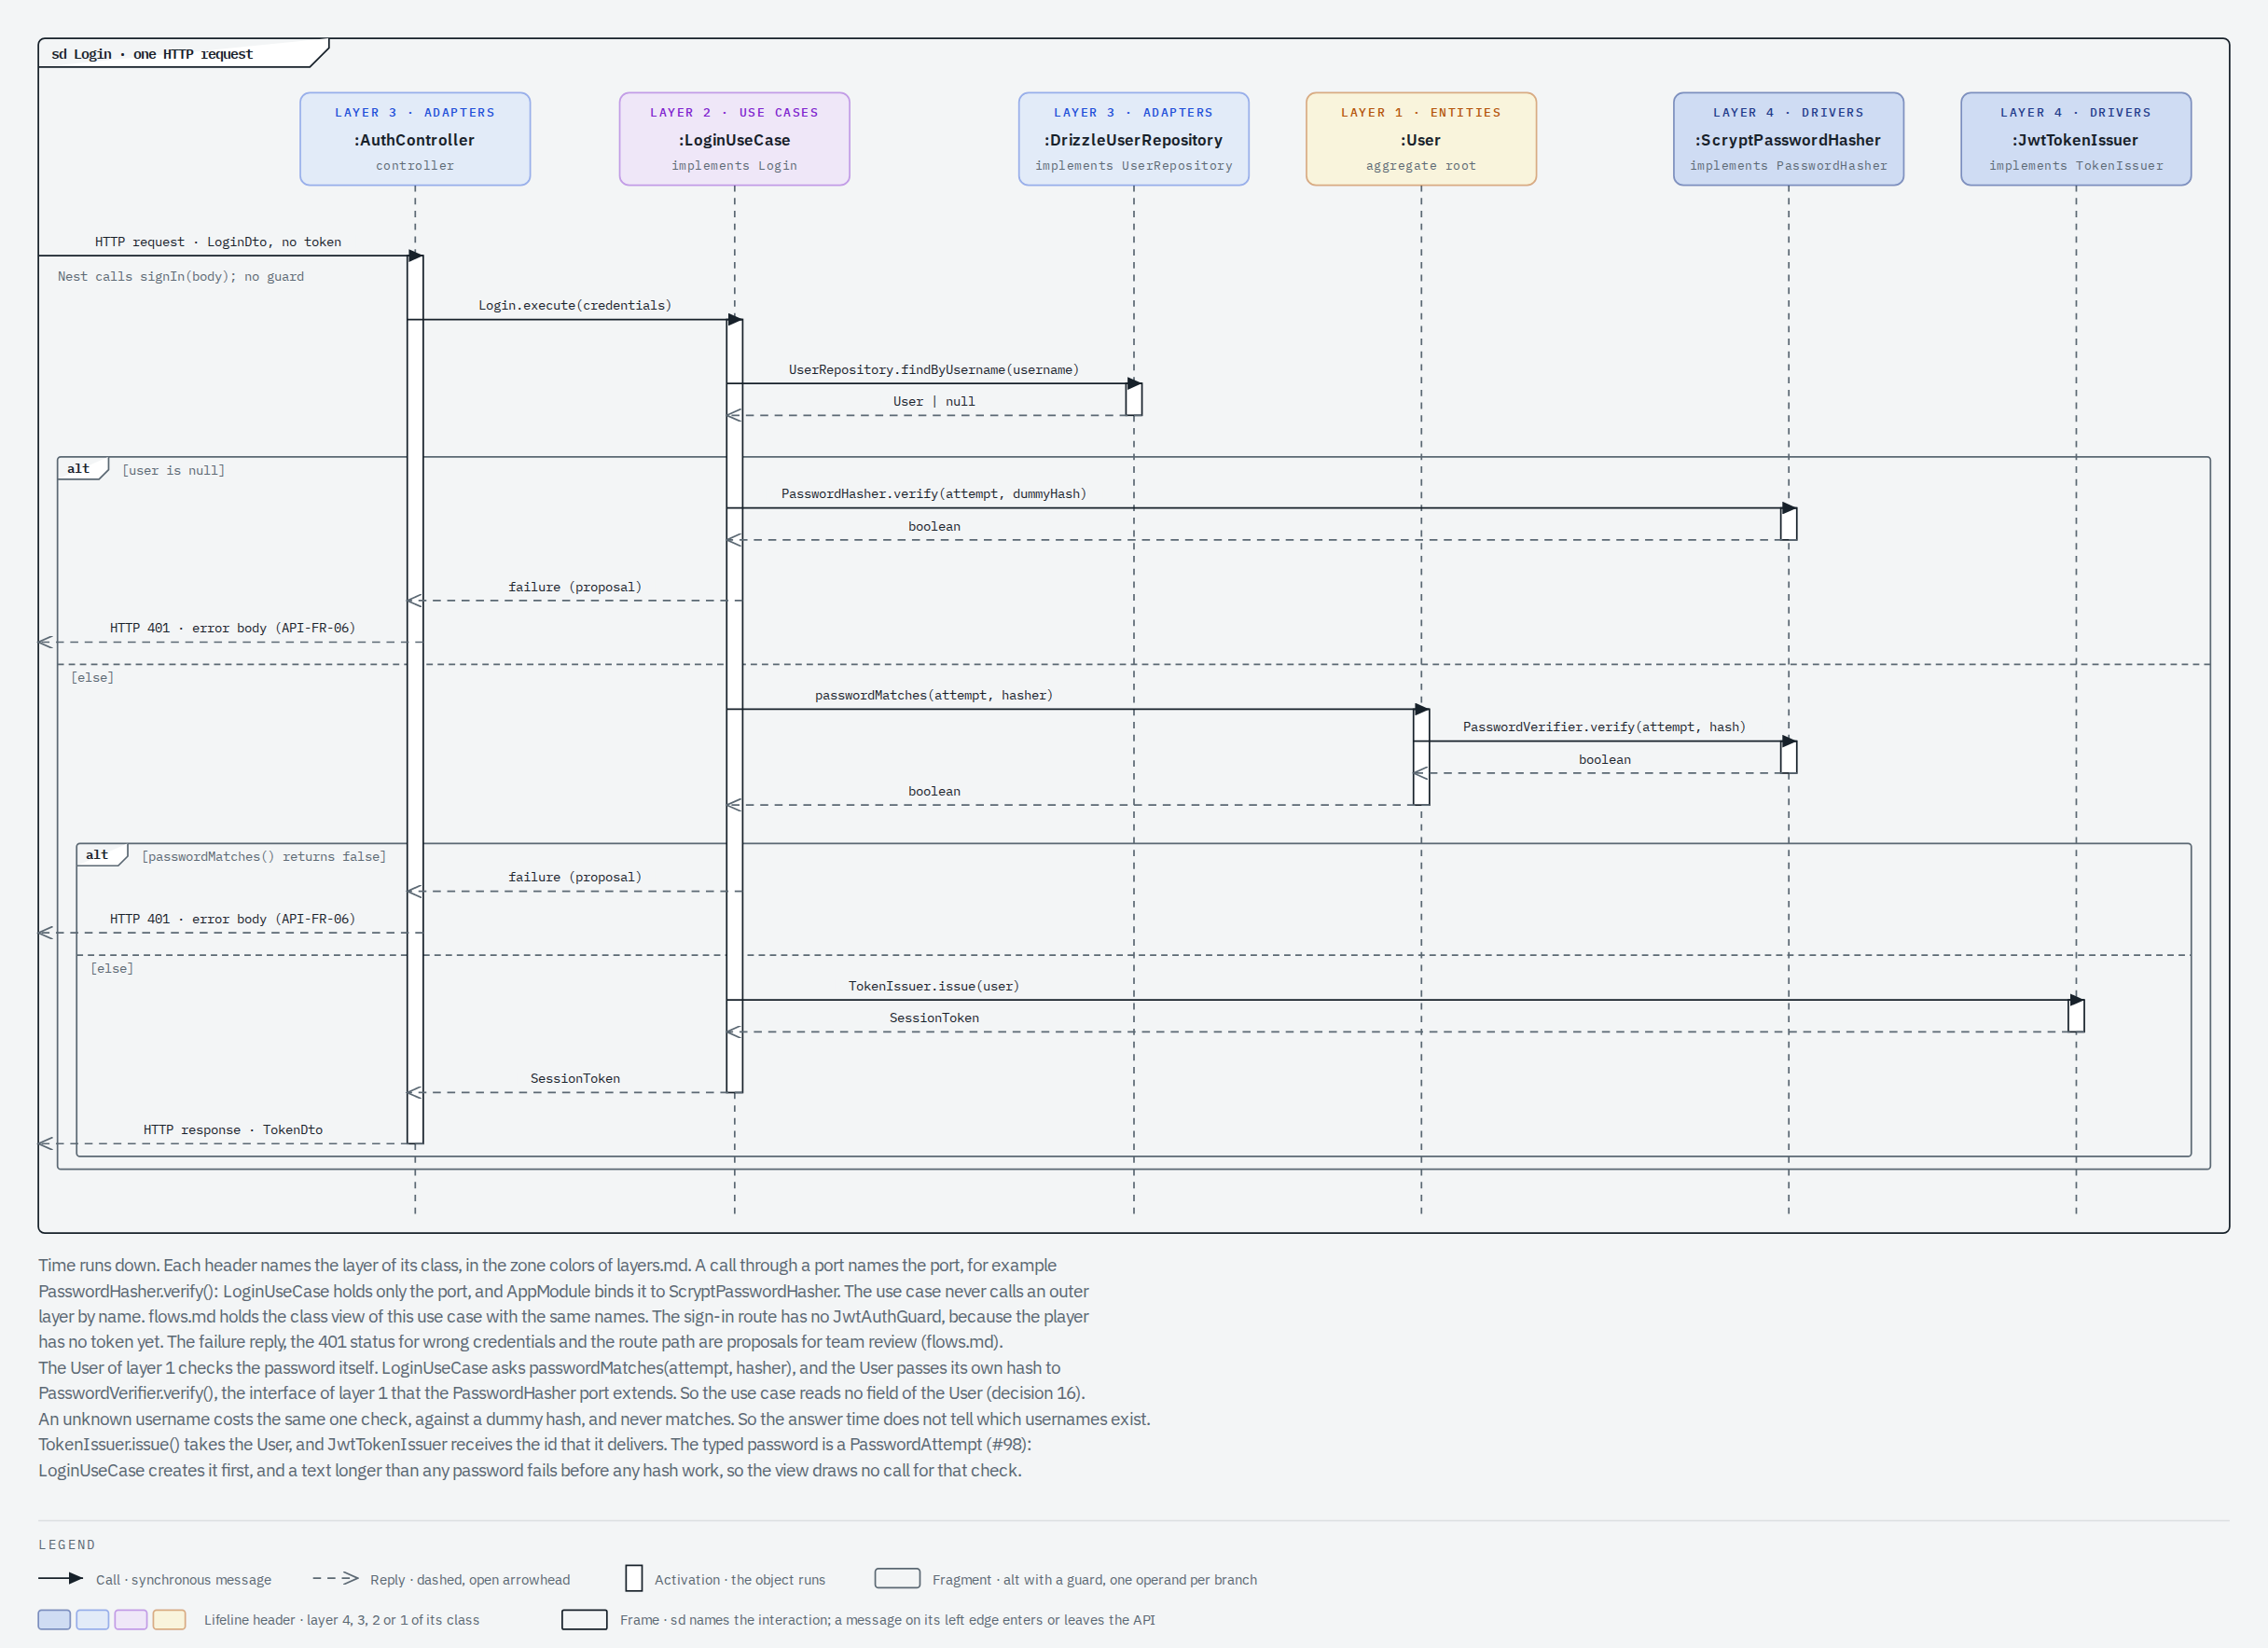 sd Login · one HTTP request
LAYER 3 · ADAPTERS
:AuthController
controller
LAYER 2 · USE CASES
:LoginUseCase
implements Login
LAYER 3 · ADAPTERS
:DrizzleUserRepository
implements UserRepository
LAYER 1 · ENTITIES
:User
aggregate root
LAYER 4 · DRIVERS
:ScryptPasswordHasher
implements PasswordHasher
LAYER 4 · DRIVERS
:JwtTokenIssuer
implements TokenIssuer
HTTP request · LoginDto, no token
Nest calls signIn(body); no guard
Login.execute(credentials)
UserRepository.findByUsername(username)
User | null
alt
[user is null]
PasswordHasher.verify(attempt, dummyHash)
boolean
failure (proposal)
HTTP 401 · error body (API-FR-06)
[else]
passwordMatches(attempt, hasher)
PasswordVerifier.verify(attempt, hash)
boolean
boolean
alt
[passwordMatches() returns false]
failure (proposal)
HTTP 401 · error body (API-FR-06)
[else]
TokenIssuer.issue(user)
SessionToken
SessionToken
HTTP response · TokenDto
Time runs down. Each header names the layer of its class, in the zone colors of layers.md. A call through a port names the port, for example
PasswordHasher.verify(): LoginUseCase holds only the port, and AppModule binds it to ScryptPasswordHasher. The use case never calls an outer
layer by name. flows.md holds the class view of this use case with the same names. The sign-in route has no JwtAuthGuard, because the player
has no token yet. The failure reply, the 401 status for wrong credentials and the route path are proposals for team review (flows.md).
The User of layer 1 checks the password itself. LoginUseCase asks passwordMatches(attempt, hasher), and the User passes its own hash to
PasswordVerifier.verify(), the interface of layer 1 that the PasswordHasher port extends. So the use case reads no field of the User (decision 16).
An unknown username costs the same one check, against a dummy hash, and never matches. So the answer time does not tell which usernames exist.
TokenIssuer.issue() takes the User, and JwtTokenIssuer receives the id that it delivers. The typed password is a PasswordAttempt (#98):
LoginUseCase creates it first, and a text longer than any password fails before any hash work, so the view draws no call for that check.
LEGEND
Call · synchronous message
Reply · dashed, open arrowhead
Activation · the object runs
Fragment · alt with a guard, one operand per branch
Lifeline header · layer 4, 3, 2 or 1 of its class
Frame · sd names the interaction; a message on its left edge enters or leaves the API